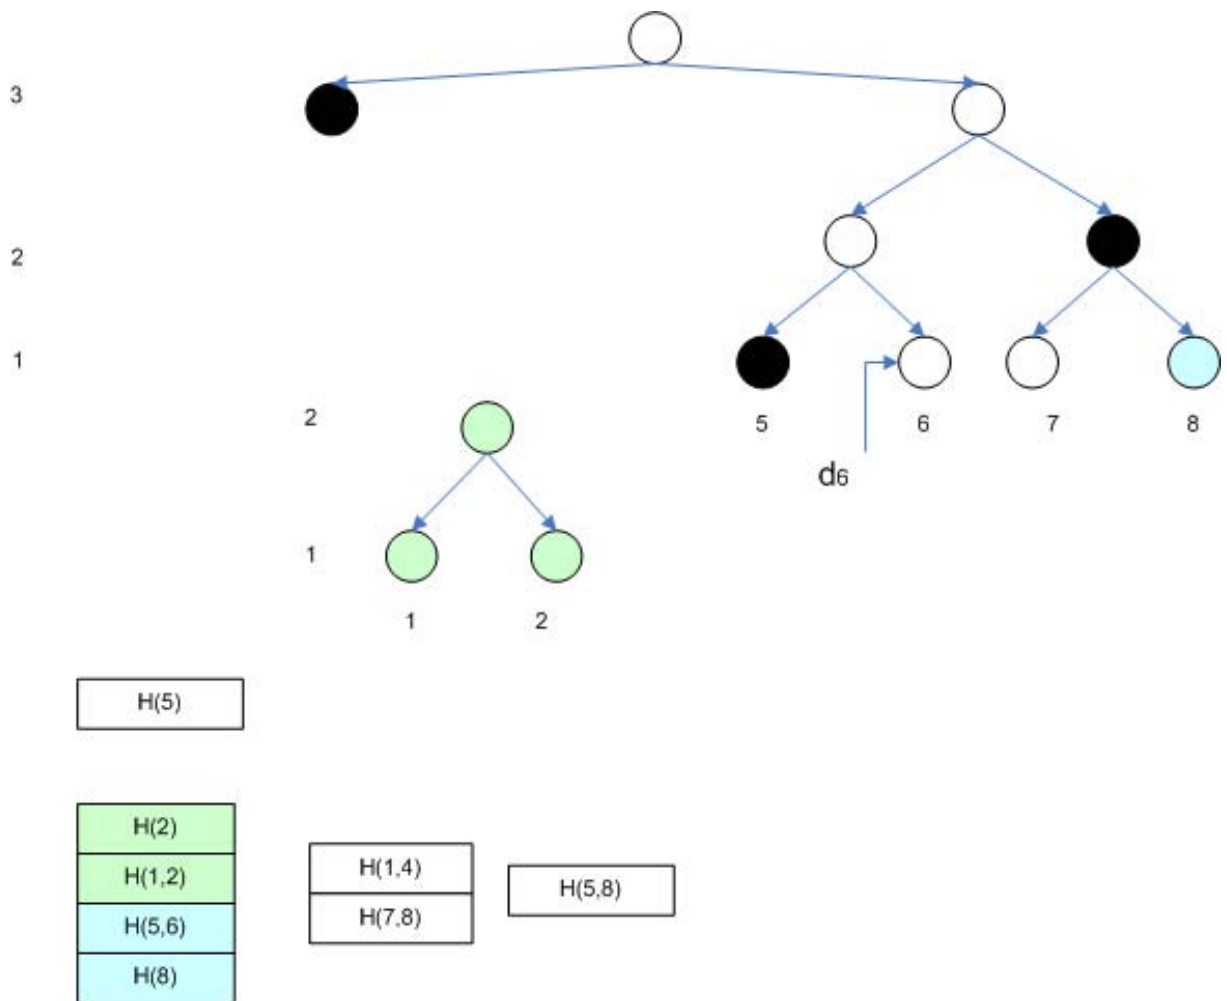 3
2
1
5 6 7 8
d6
2
1
1 2
H(5)
H(2)
H(1,2)
H(5,6)
H(8)
H(1,4)
H(7,8)
H(5,8)